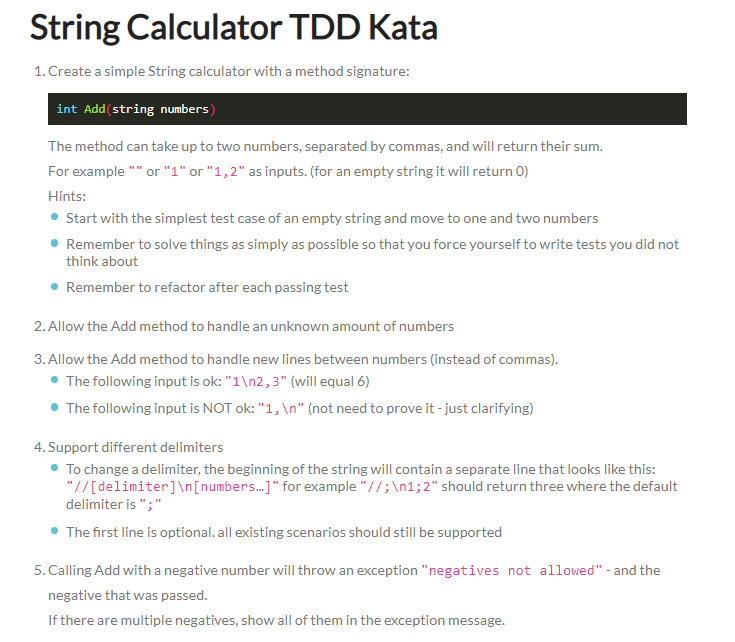 String Calculator TDD Kata
1. Create a simple String calculator with a method signature:
int Add(string numbers)
The method can take up to two numbers, separated by commas, and will return their sum.
For example "" or "1" or "1,2" as inputs. (for an empty string it will return 0)
Hints:
Start with the simplest test case of an empty string and move to one and two numbers
Remember to solve things as simply as possible so that you force yourself to write tests you did not
think about
Remember to refactor after each passing test
2. Allow the Add method to handle an unknown amount of numbers
3. Allow the Add method to handle new lines between numbers (instead of commas).
The following input is ok: "1\n2,3" (will equal 6)
The following input is NOT ok: "1,\n" (not need to prove it - just clarifying)
4. Support different delimiters
To change a delimiter, the beginning of the string will contain a separate line that looks like this:
"//[delimiter]\n[numbers…]" for example "//;\n1;2" should return three where the default
delimiter is ";"
The first line is optional. all existing scenarios should still be supported
5. Calling Add with a negative number will throw an exception "negatives not allowed" - and the
negative that was passed.
If there are multiple negatives, show all of them in the exception message.